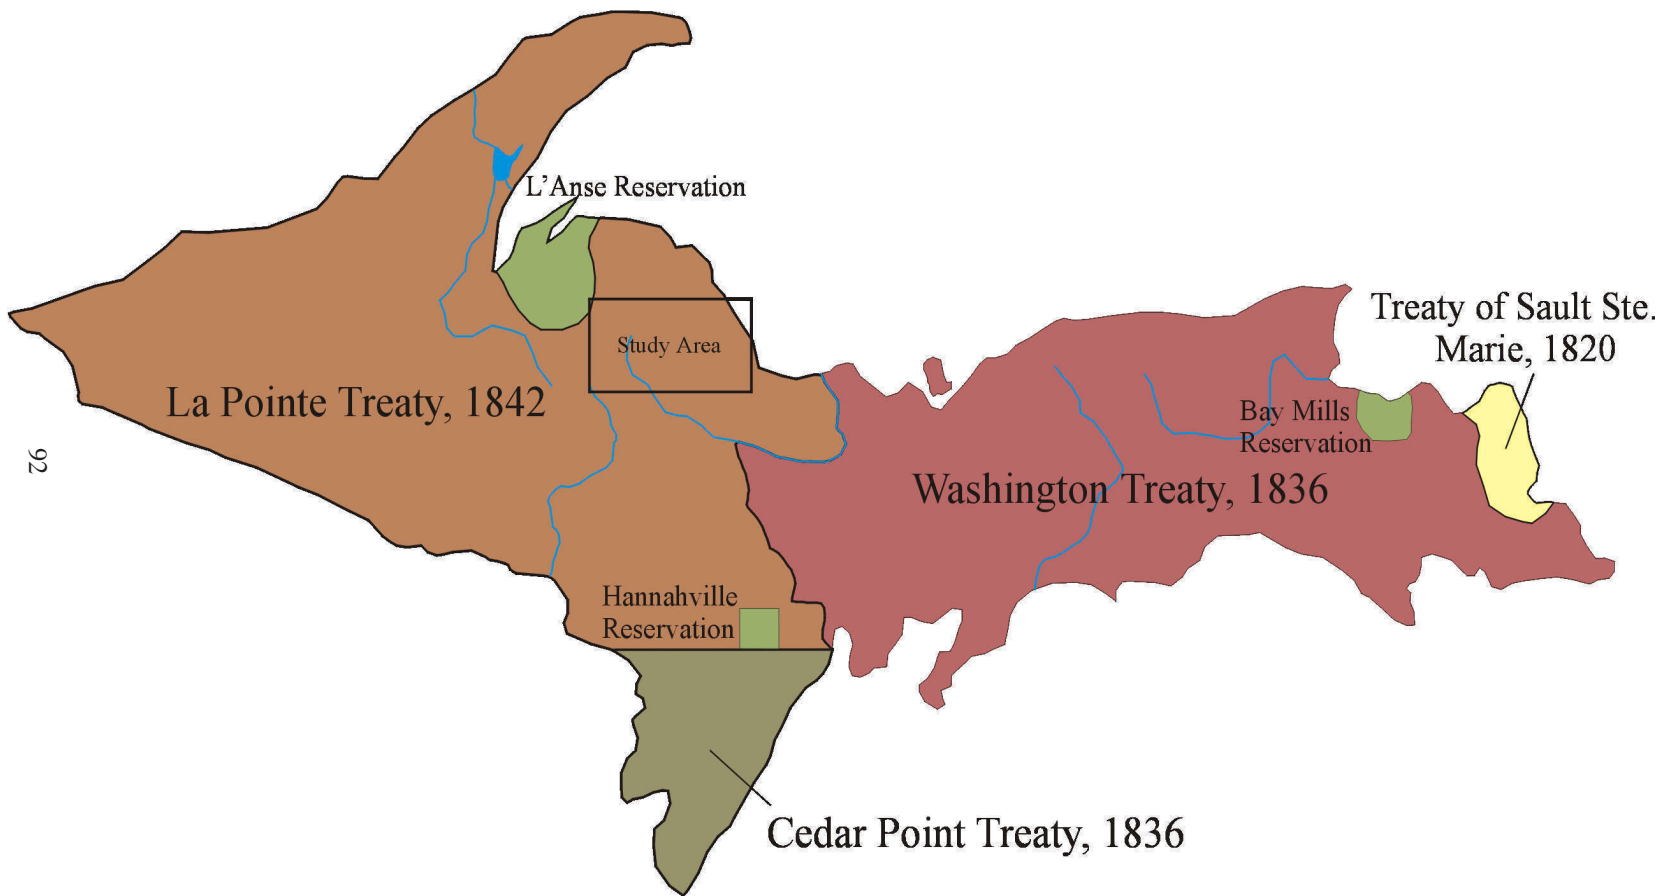 L'Anse Reservation
Treaty of Sault Ste.
Marie, 1820
Study Area
La Pointe Treaty, 1842
Bay Mills
Reservation
92
Washington Treaty, 1836
Hannahville
Reservation
Cedar Point Treaty, 1836